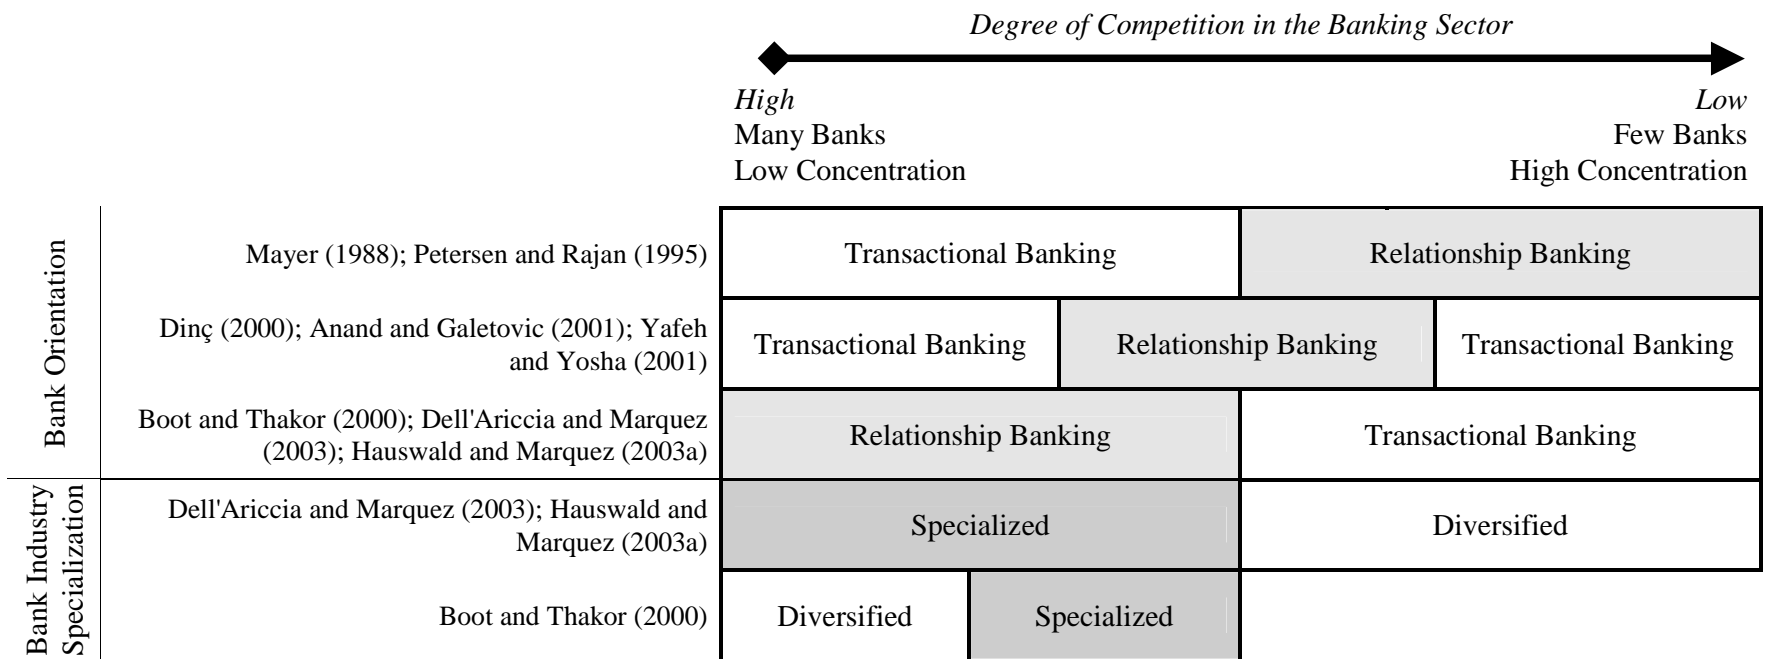 Degree of Competition in the Banking Sector
High
Low
Many Banks
Few Banks
Low Concentration
High Concentration
Bank Orientation
Mayer (1988); Petersen and Rajan (1995)
Transactional Banking
Relationship Banking
Dinç (2000); Anand and Galetovic (2001); Yafeh
and Yosha (2001)
Transactional Banking
Relationship Banking
Transactional Banking
Boot and Thakor (2000); Dell'Ariccia and Marquez
(2003); Hauswald and Marquez (2003a)
Relationship Banking
Transactional Banking
Bank Industry
Specialization
Dell'Ariccia and Marquez (2003); Hauswald and
Marquez (2003a)
Specialized
Diversified
Boot and Thakor (2000)
Diversified
Specialized